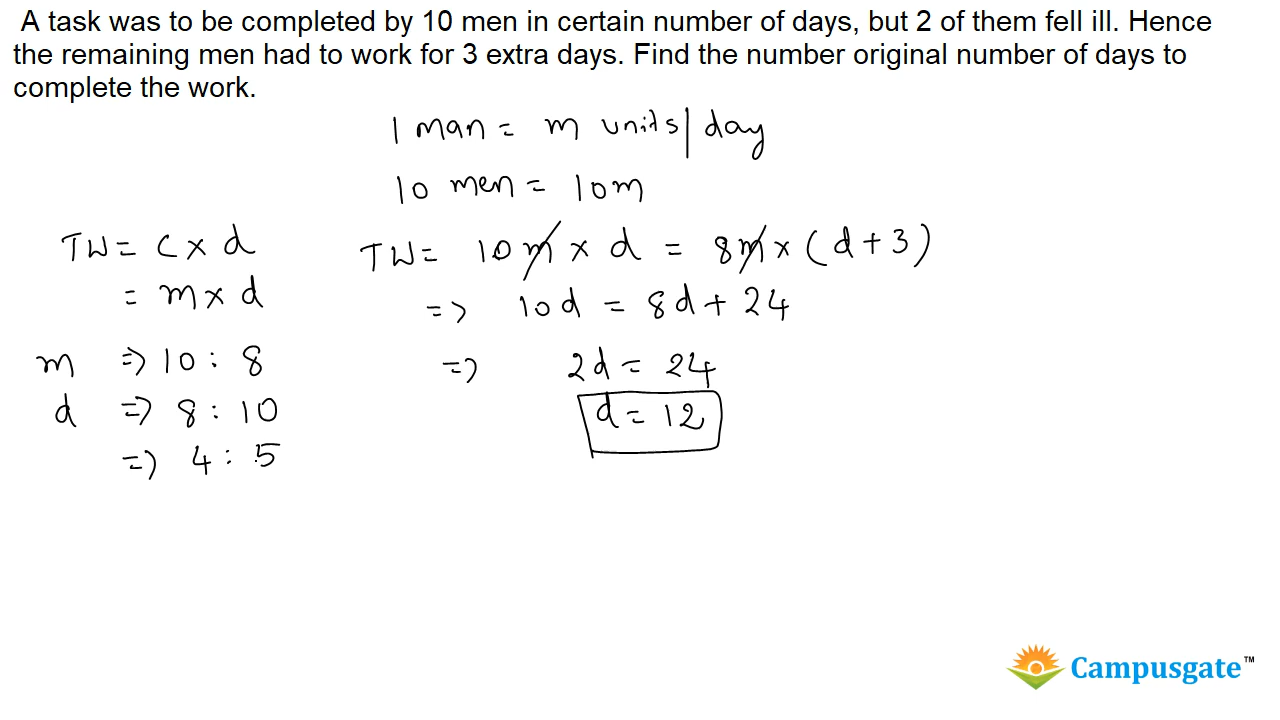 A task was to be completed by 10 men in certain number of days, but 2 of them fell ill. Hence
the remaining men had to work for 3 extra days. Find the number original number of days to
complete the work.
1 man = m units/day
10 men = 10m
TW = C × d
= m × d
m => 10 : 8
d => 8 : 10
=> 4 : 5
TW = 10m × d = 8m × (d + 3)
=> 10d = 8d + 24
=> 2d = 24
d = 12
Campusgate™